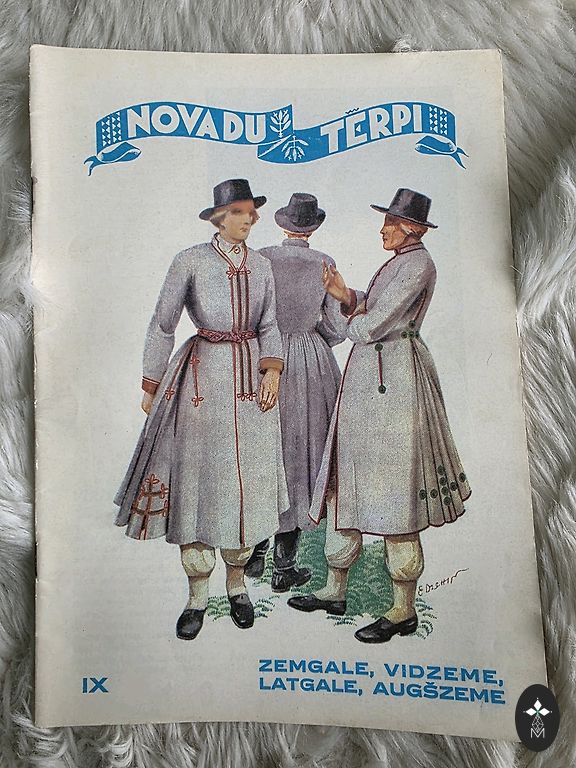 NOVADU TĒRPI
ZEMGALE, VIDZEME,
IX LATGALE, AUGŠZEME